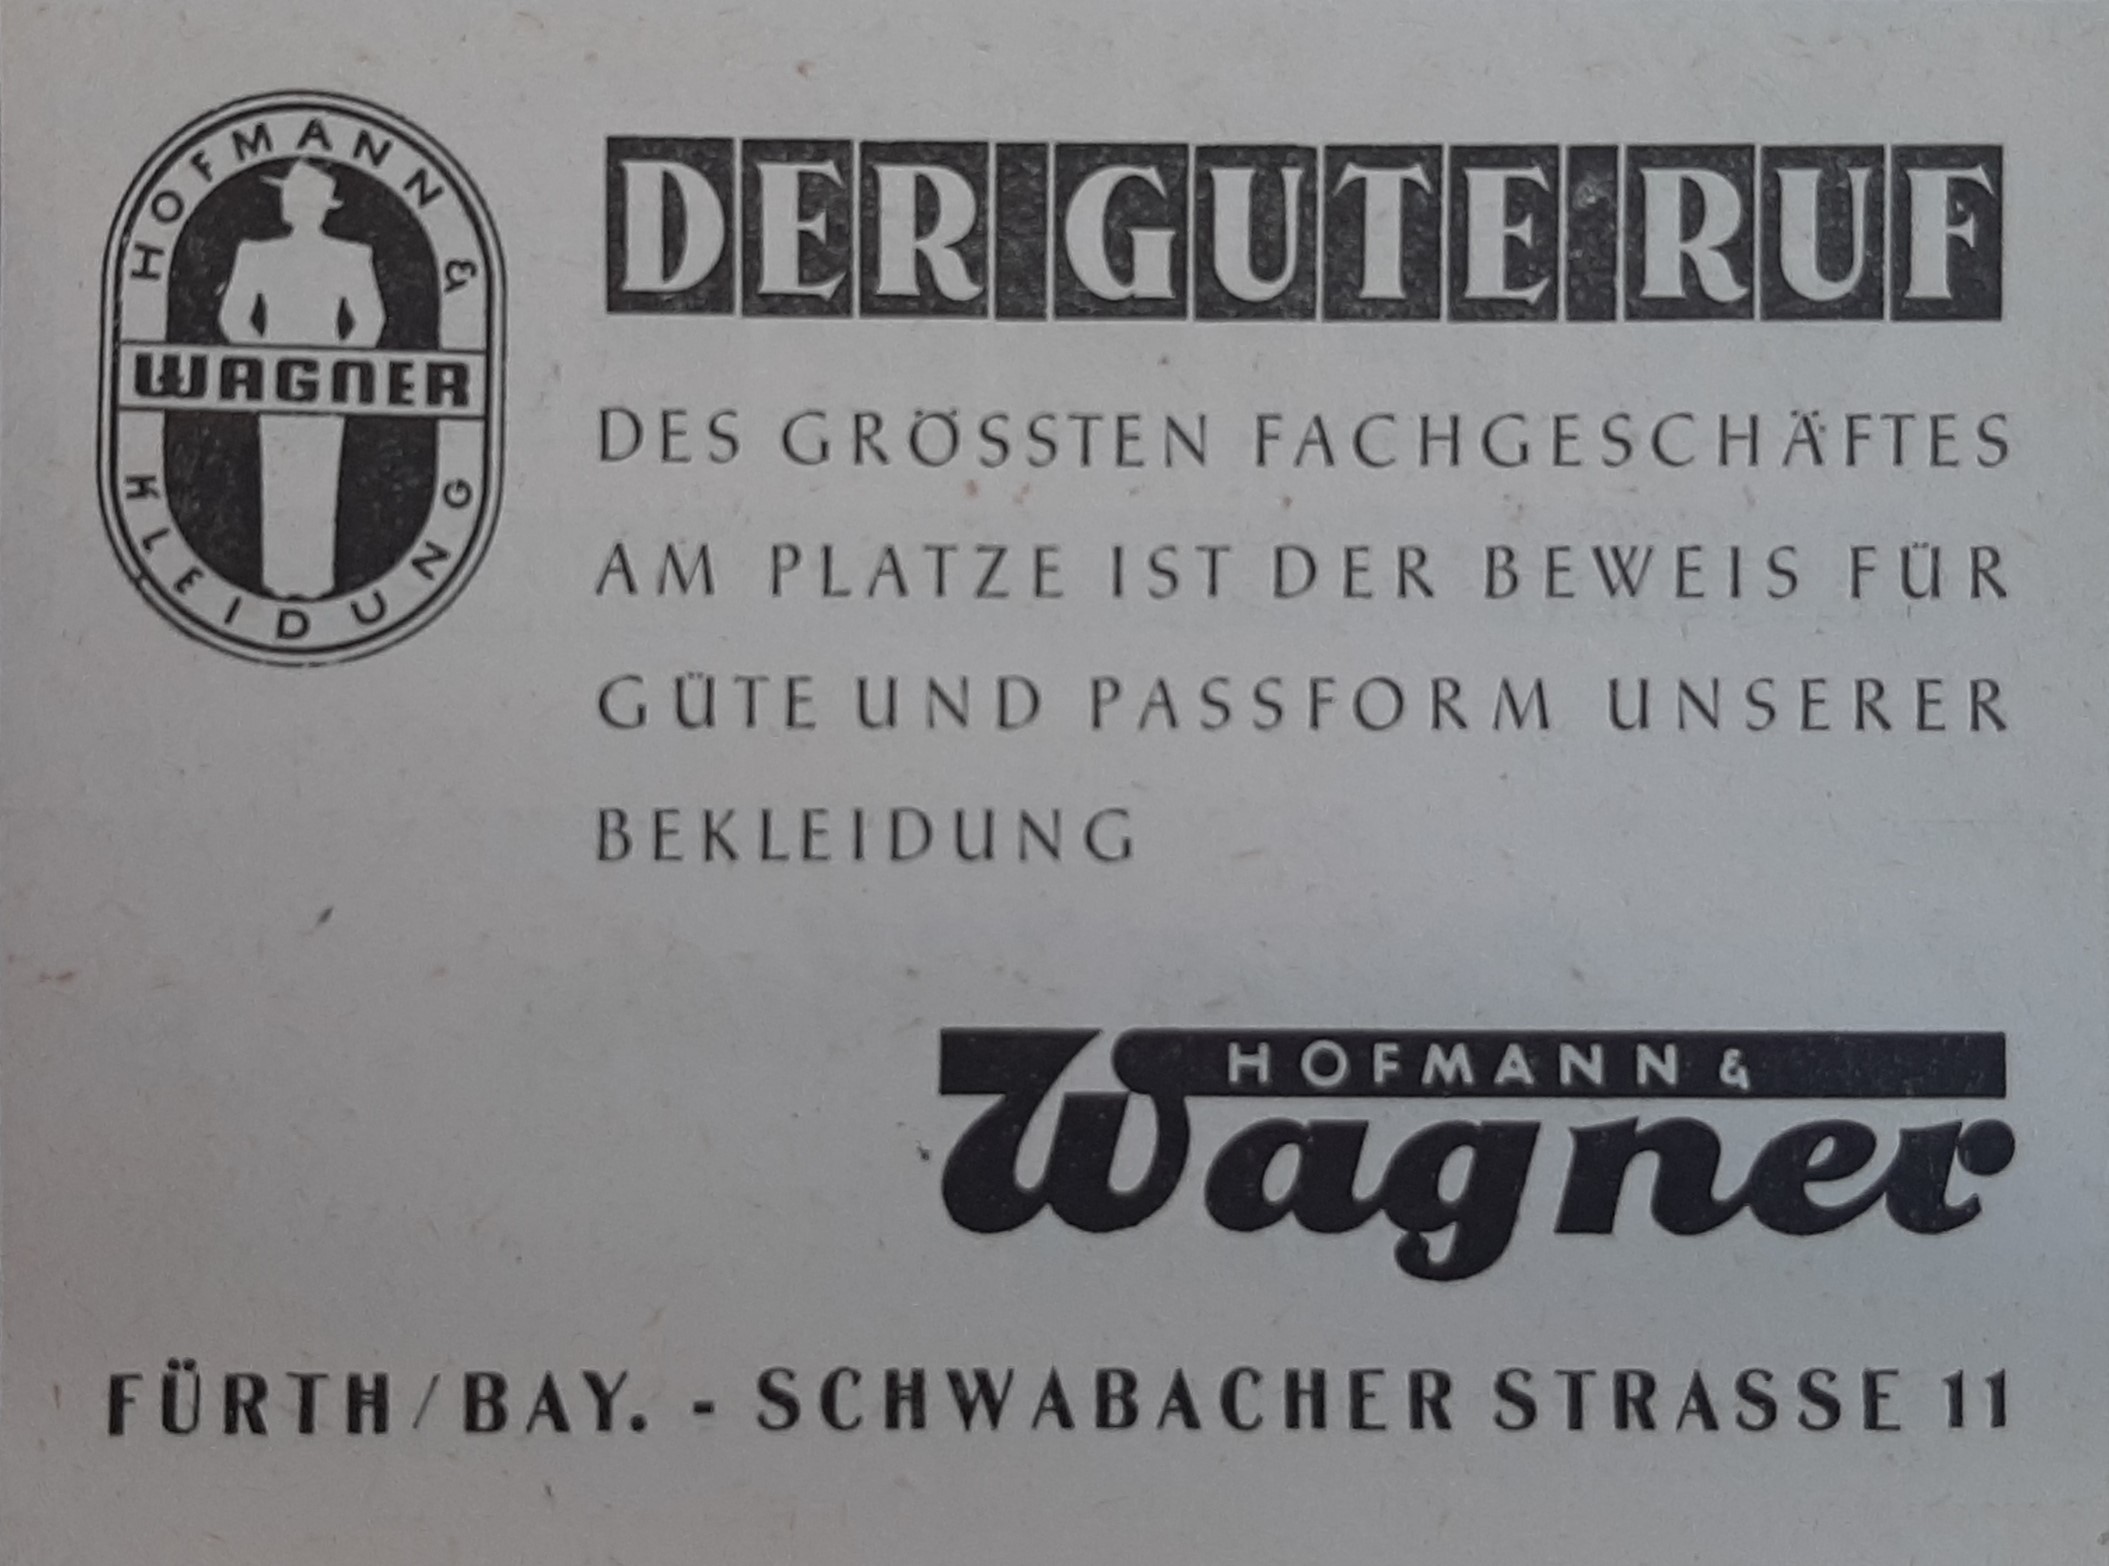 HOFMANN &
WAGNER
KLEIDUNG
DER GUTE RUF
DES GRÖSSTEN FACHGESCHÄFTES
AM PLATZE IST DER BEWEIS FÜR
GÜTE UND PASSFORM UNSERER
BEKLEIDUNG
HOFMANN &
Wagner
FÜRTH/BAY. - SCHWABACHER STRASSE 11